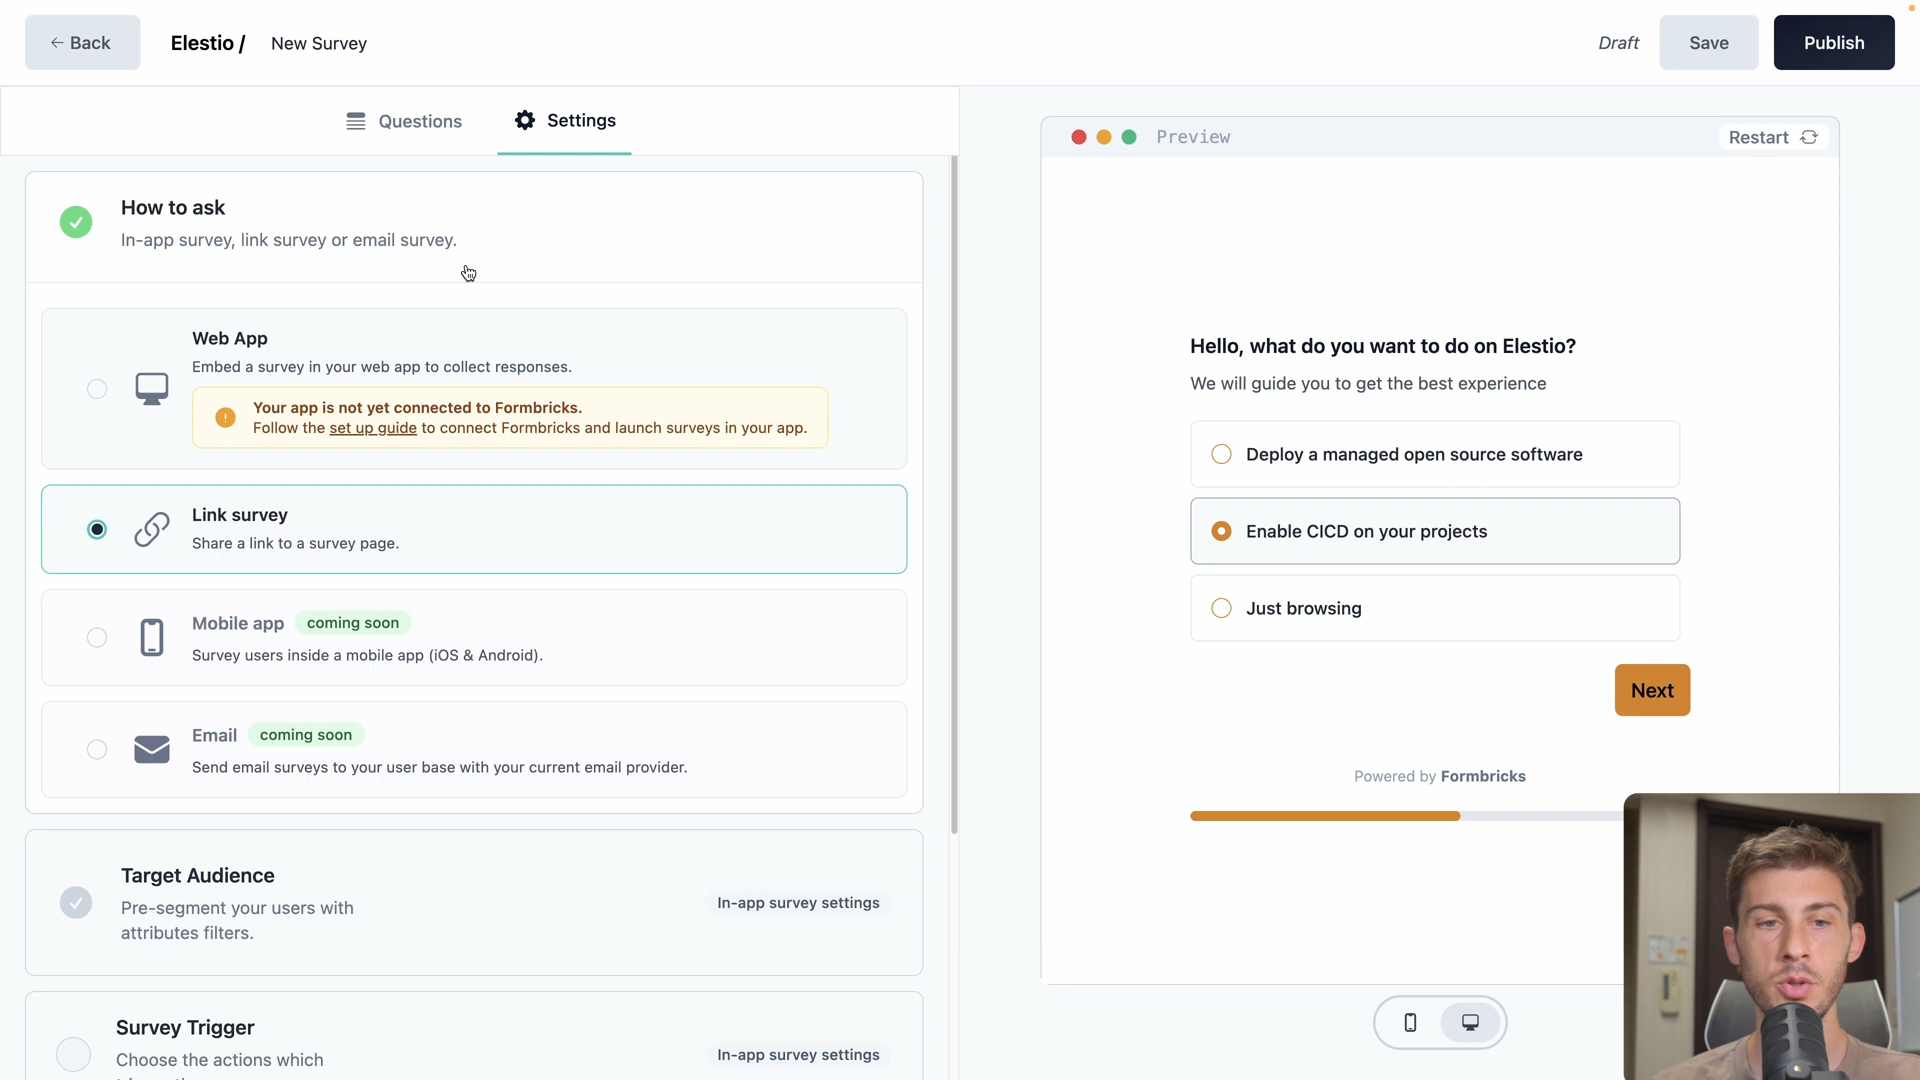 ← Back
Elestio /
New Survey
Draft
Save
Publish
Questions
Settings
How to ask
In-app survey, link survey or email survey.
Web App
Embed a survey in your web app to collect responses.
Your app is not yet connected to Formbricks.
Follow the set up guide to connect Formbricks and launch surveys in your app.
Link survey
Share a link to a survey page.
Mobile app coming soon
Survey users inside a mobile app (iOS & Android).
Email coming soon
Send email surveys to your user base with your current email provider.
Target Audience
Pre-segment your users with
attributes filters.
In-app survey settings
Survey Trigger
Choose the actions which
In-app survey settings
Preview
Restart
Hello, what do you want to do on Elestio?
We will guide you to get the best experience
Deploy a managed open source software
Enable CICD on your projects
Just browsing
Next
Powered by Formbricks